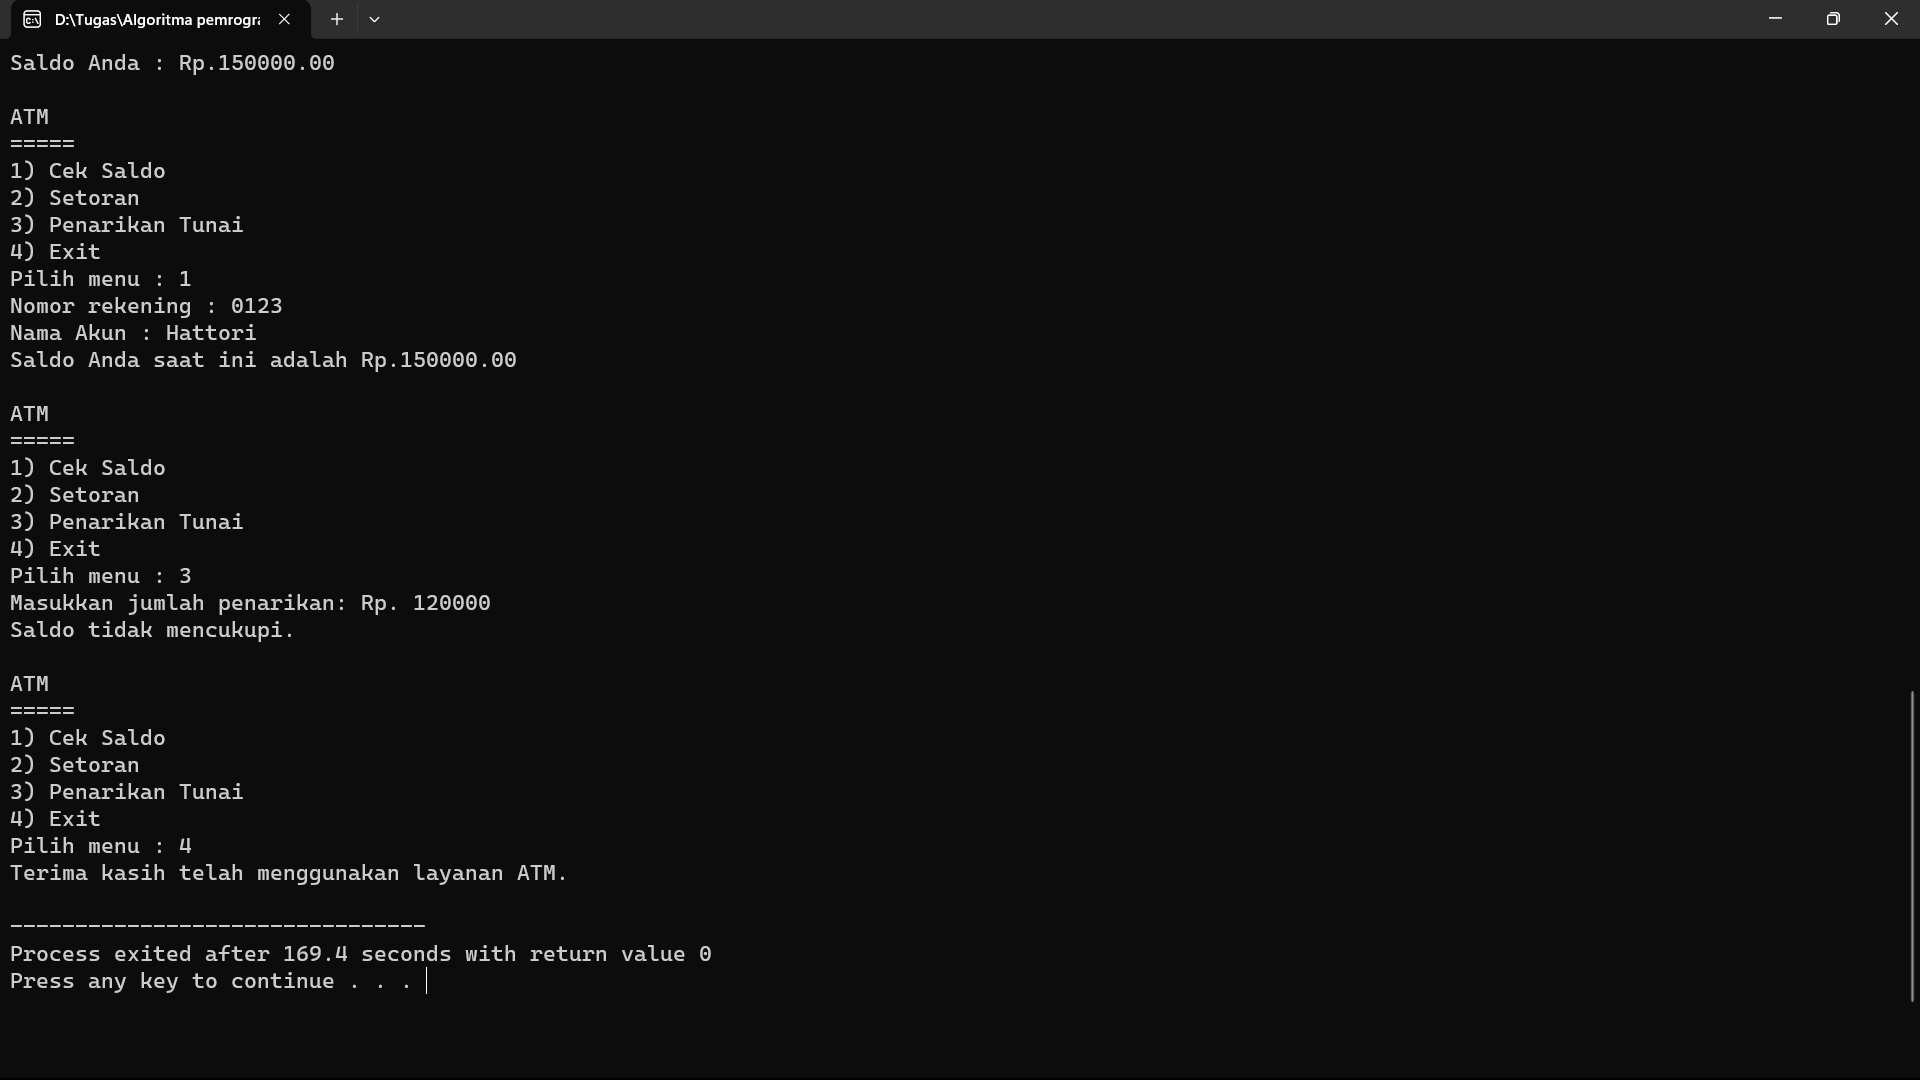 D:\Tugas\Algoritma pemrogra
Saldo Anda : Rp.150000.00
ATM
=====
1) Cek Saldo
2) Setoran
3) Penarikan Tunai
4) Exit
Pilih menu : 1
Nomor rekening : 0123
Nama Akun : Hattori
Saldo Anda saat ini adalah Rp.150000.00
ATM
=====
1) Cek Saldo
2) Setoran
3) Penarikan Tunai
4) Exit
Pilih menu : 3
Masukkan jumlah penarikan: Rp. 120000
Saldo tidak mencukupi.
ATM
=====
1) Cek Saldo
2) Setoran
3) Penarikan Tunai
4) Exit
Pilih menu : 4
Terima kasih telah menggunakan layanan ATM.
--------------------------------
Process exited after 169.4 seconds with return value 0
Press any key to continue . . .